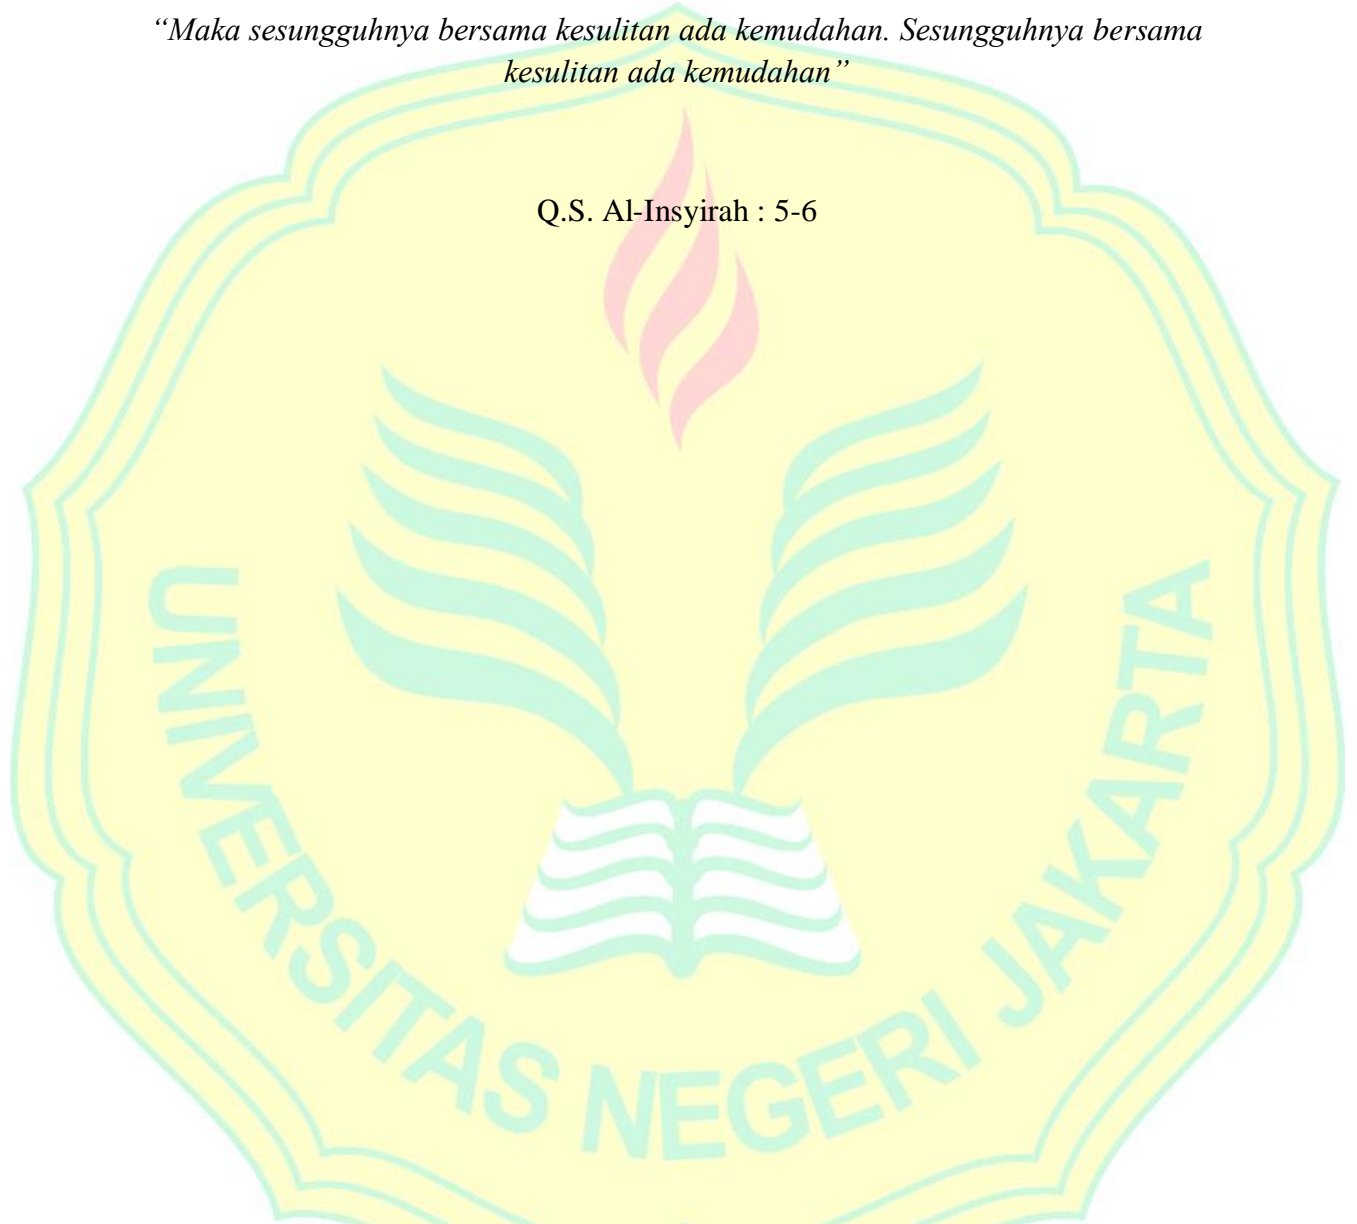 “Maka sesungguhnya bersama kesulitan ada kemudahan. Sesungguhnya bersama
kesulitan ada kemudahan”
Q.S. Al-Insyirah : 5-6
UNIVERSITAS NEGERI JAKARTA